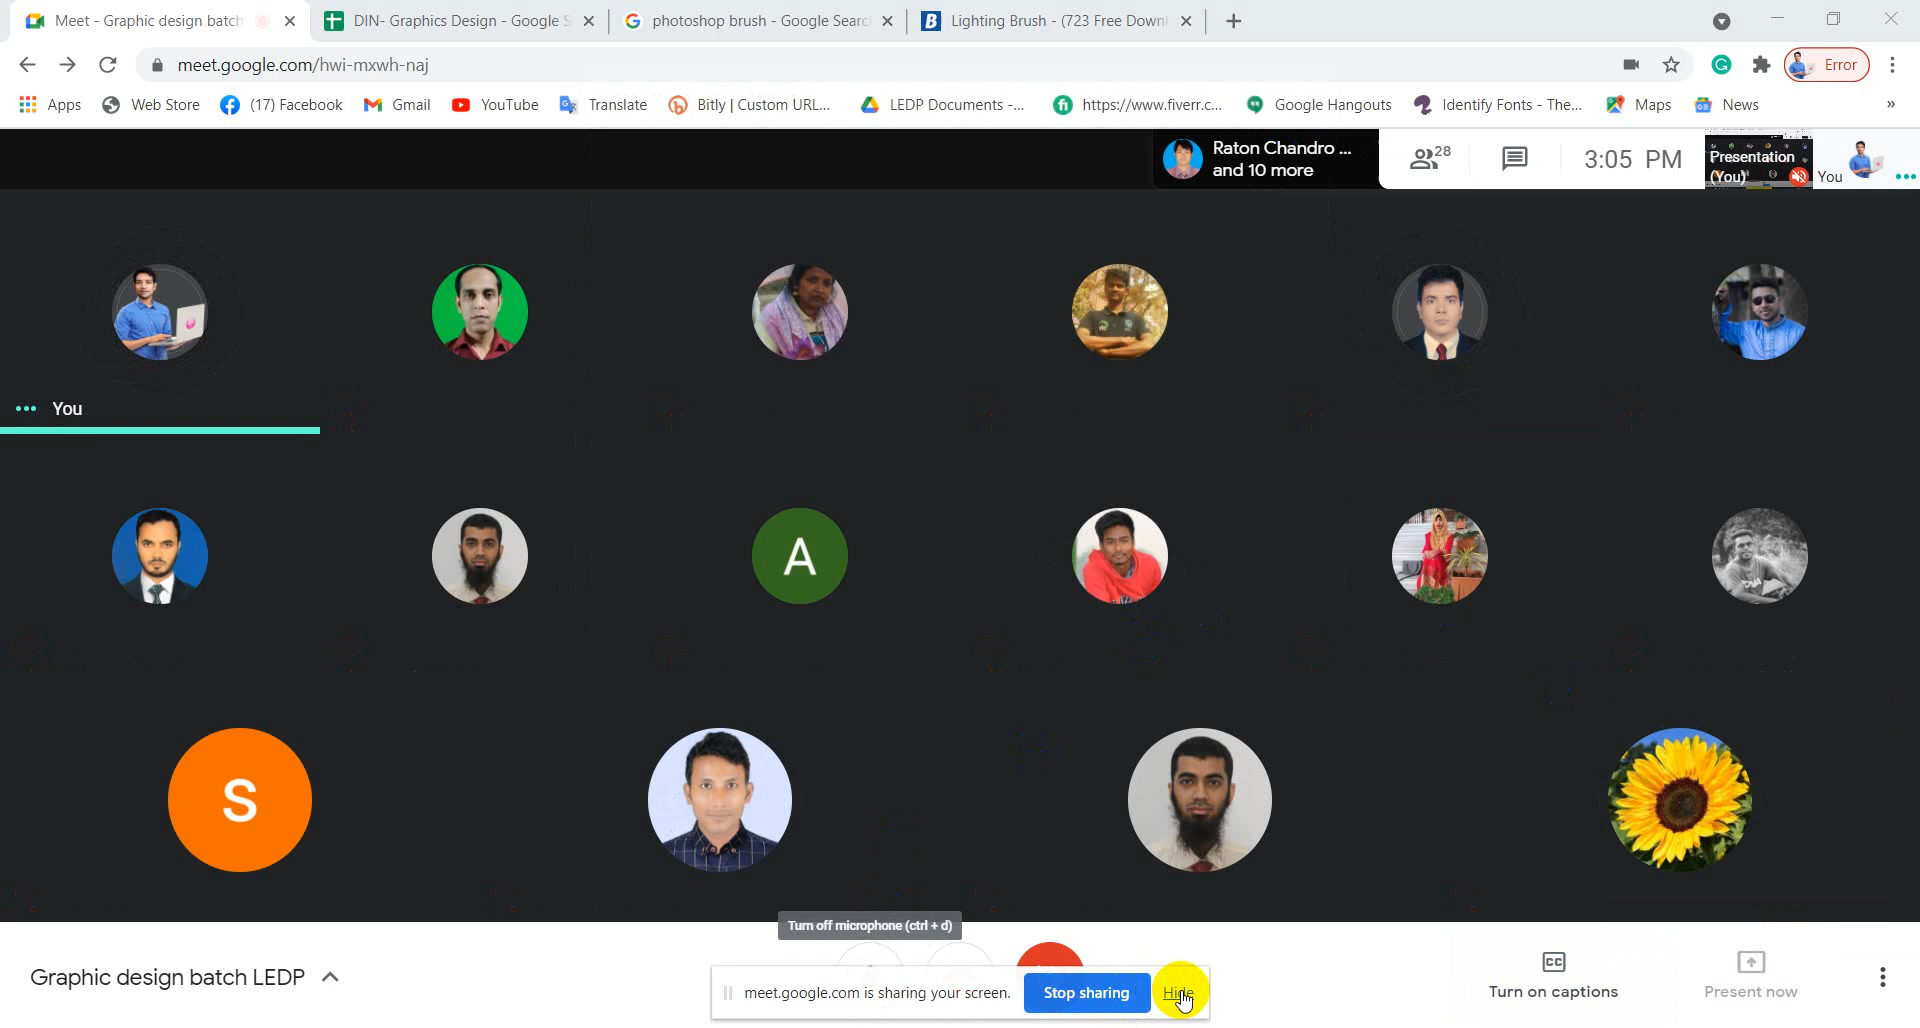 Meet - Graphic design batch
DIN- Graphics Design - Google S
photoshop brush - Google Searc
Lighting Brush - (723 Free Downl
meet.google.com/hwi-mxwh-naj
Error
Apps
Web Store
(17) Facebook
Gmail
YouTube
Translate
Bitly | Custom URL...
LEDP Documents -...
https://www.fiverr.c...
Google Hangouts
Identify Fonts - The...
Maps
News
»
Raton Chandro ...
and 10 more
28
3:05 PM
Presentation
(You)
You
You
A
S
Turn off microphone (ctrl + d)
Graphic design batch LEDP
meet.google.com is sharing your screen.
Stop sharing
Hide
CC
Turn on captions
Present now